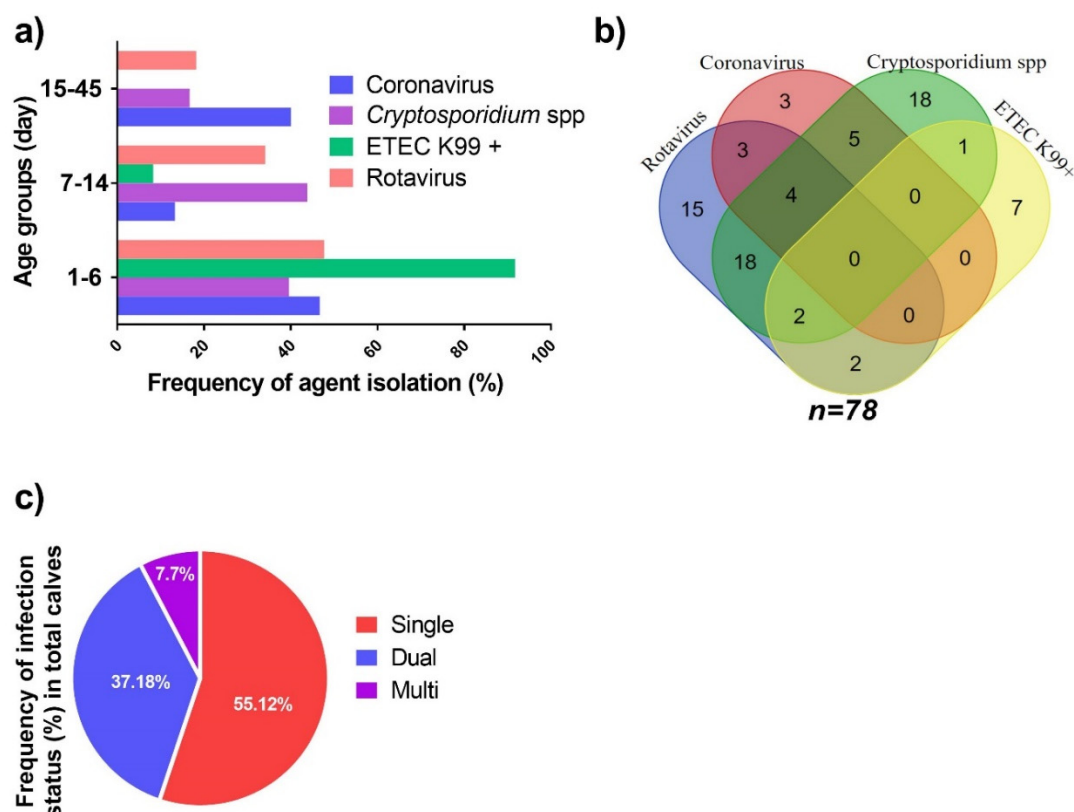 a)
Age groups (day)
15-45
7-14
1-6
0
20
40
60
80
100
Frequency of agent isolation (%)
Coronavirus
Cryptosporidium spp
ETEC K99 +
Rotavirus
b)
Rotavirus
Coronavirus
Cryptosporidium spp
ETEC K99+
3
18
3
5
1
15
4
0
7
18
0
0
2
0
2
n=78
c)
Frequency of infection
status (%) in total calves
7.7%
37.18%
55.12%
Single
Dual
Multi